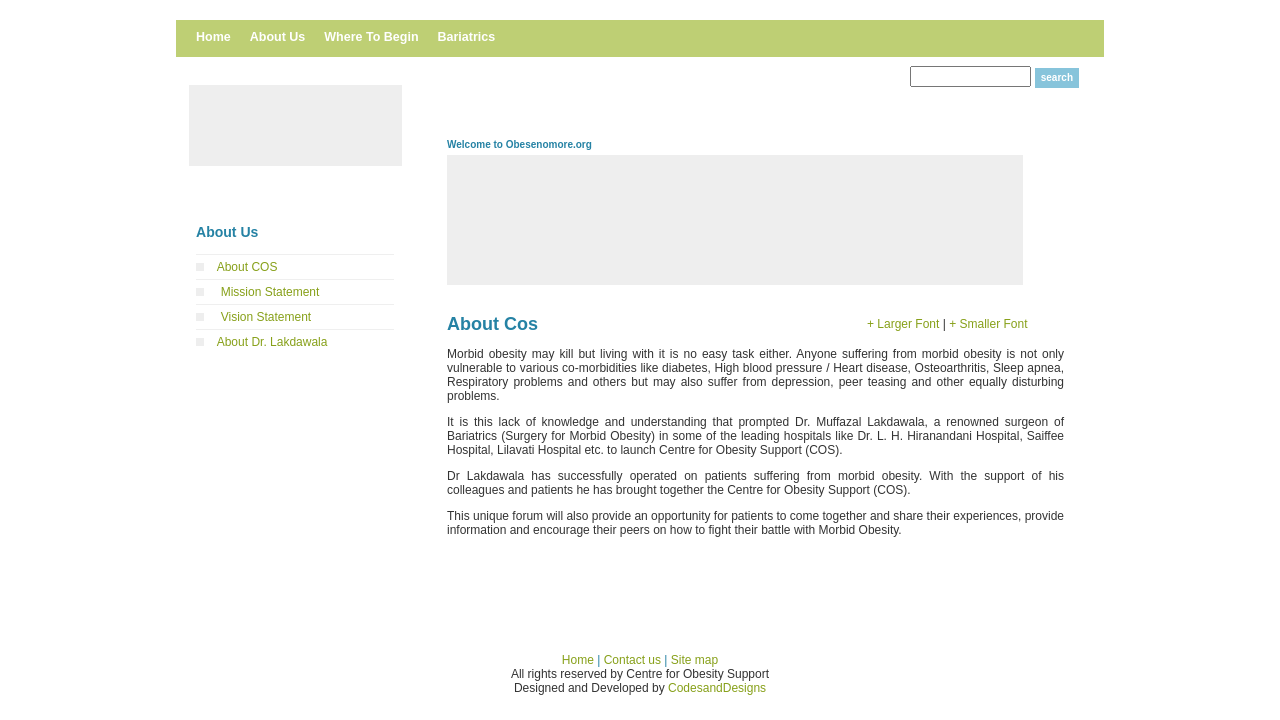 Home About Us Where To Begin Bariatrics
search
Welcome to Obesenomore.org
About Us
About COS
Mission Statement
Vision Statement
About Dr. Lakdawala
About Cos
+ Larger Font | + Smaller Font
Morbid obesity may kill but living with it is no easy task either. Anyone suffering from morbid obesity is not only
vulnerable to various co-morbidities like diabetes, High blood pressure / Heart disease, Osteoarthritis, Sleep apnea,
Respiratory problems and others but may also suffer from depression, peer teasing and other equally disturbing
problems.
It is this lack of knowledge and understanding that prompted Dr. Muffazal Lakdawala, a renowned surgeon of
Bariatrics (Surgery for Morbid Obesity) in some of the leading hospitals like Dr. L. H. Hiranandani Hospital, Saiffee
Hospital, Lilavati Hospital etc. to launch Centre for Obesity Support (COS).
Dr Lakdawala has successfully operated on patients suffering from morbid obesity. With the support of his
colleagues and patients he has brought together the Centre for Obesity Support (COS).
This unique forum will also provide an opportunity for patients to come together and share their experiences, provide
information and encourage their peers on how to fight their battle with Morbid Obesity.
Home | Contact us | Site map
All rights reserved by Centre for Obesity Support
Designed and Developed by CodesandDesigns